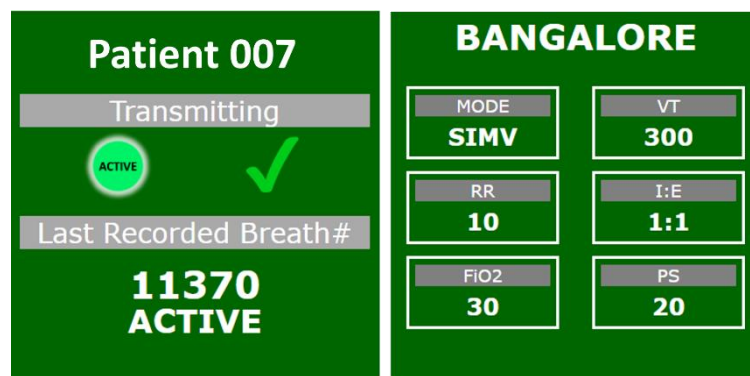 Patient 007
Transmitting
ACTIVE
Last Recorded Breath#
11370
ACTIVE
BANGALORE
MODE
SIMV
VT
300
RR
10
I:E
1:1
FiO2
30
PS
20